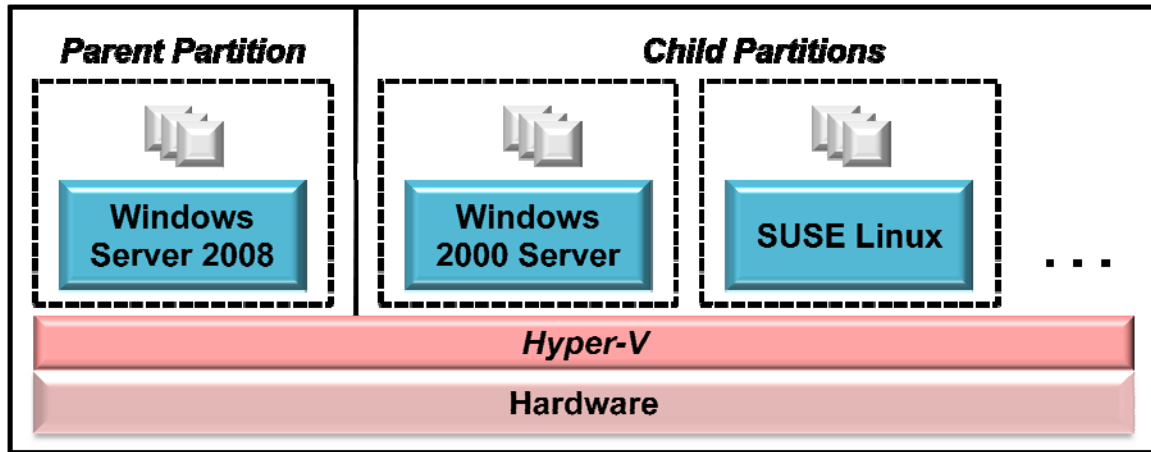 Parent Partition
Child Partitions
Windows
Server 2008
Windows
2000 Server
SUSE Linux
. . .
Hyper-V
Hardware